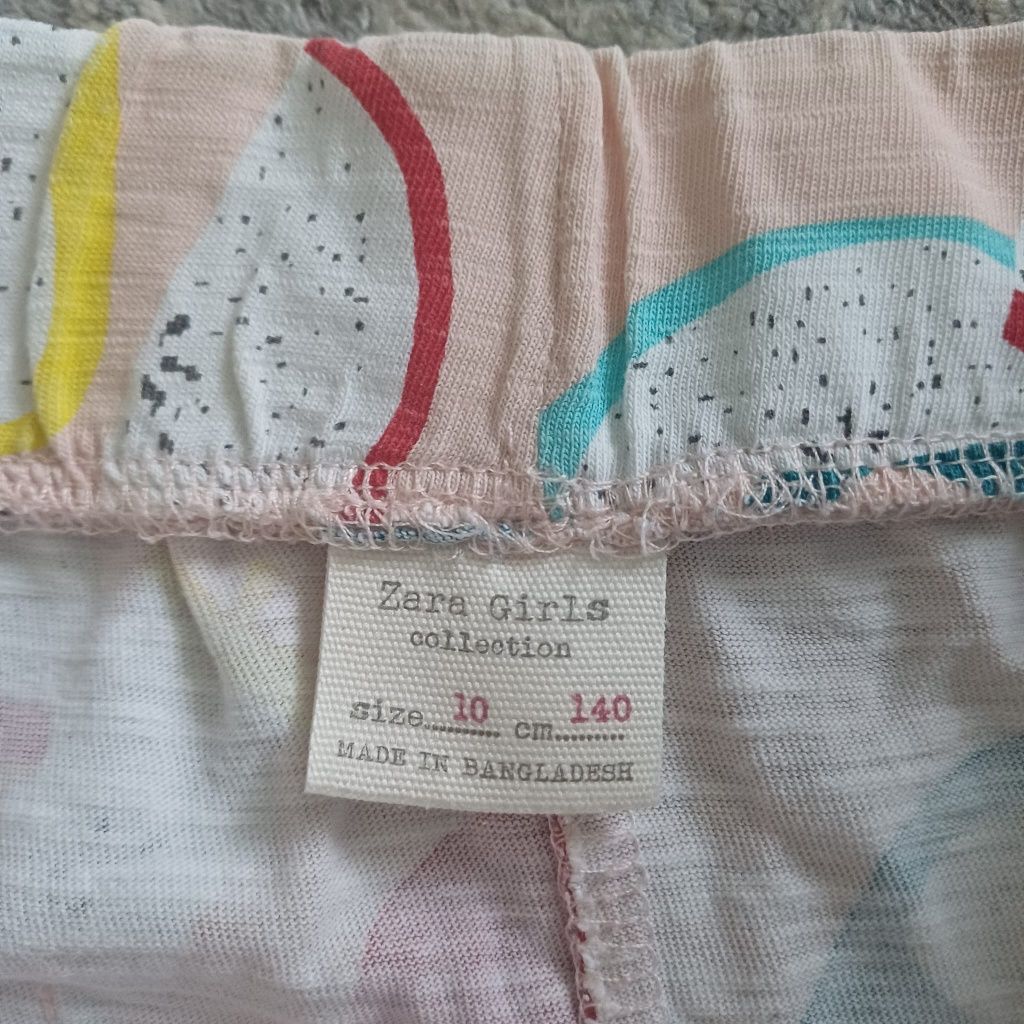 Zara Girls
collection
size 10 cm 140
MADE IN BANGLADESH